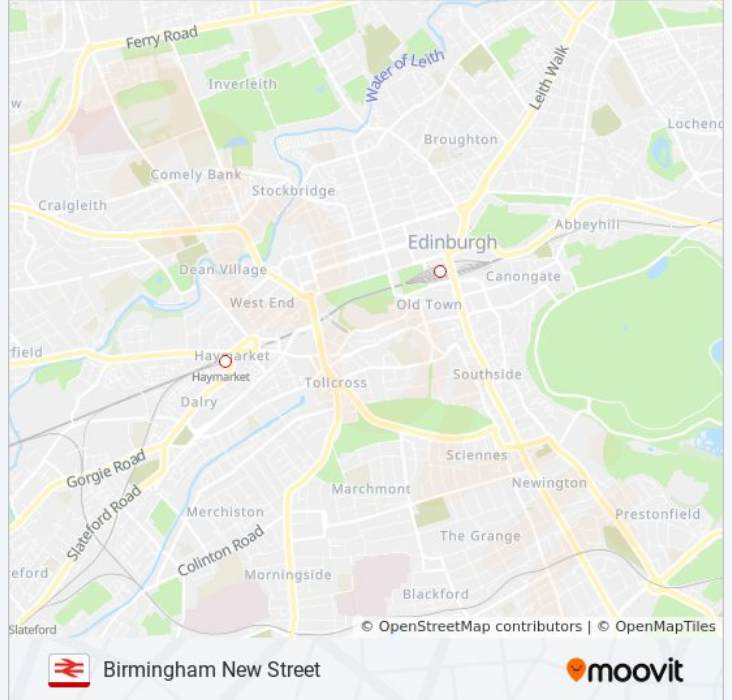 Ferry Road
Water of Leith
Leith Walk
Inverleith
w
Lochend
Broughton
Comely Bank
Stockbridge
Craigleith
Abbeyhill
Edinburgh
Dean Village
Canongate
West End
Old Town
field
Haymarket
Haymarket
Southside
Tollcross
Dalry
Sciennes
Gorgie Road
Newington
Marchmont
Slateford Road
Merchiston
Prestonfield
Colinton Road
The Grange
eford
Morningside
Blackford
Slateford
© OpenStreetMap contributors | © OpenMapTiles
Birmingham New Street
moovit